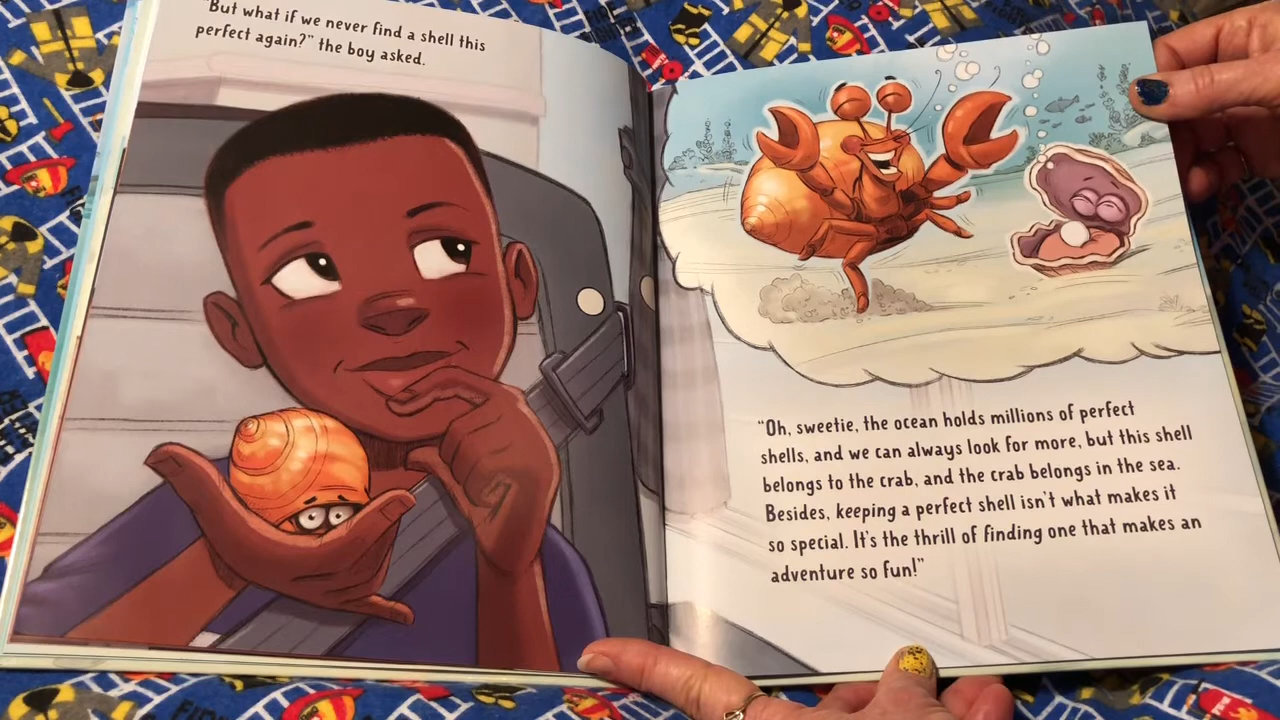 "But what if we never find a shell this
perfect again?" the boy asked.
"Oh, sweetie, the ocean holds millions of perfect
shells, and we can always look for more, but this shell
belongs to the crab, and the crab belongs in the sea.
Besides, keeping a perfect shell isn't what makes it
so special. It's the thrill of finding one that makes an
adventure so fun!"